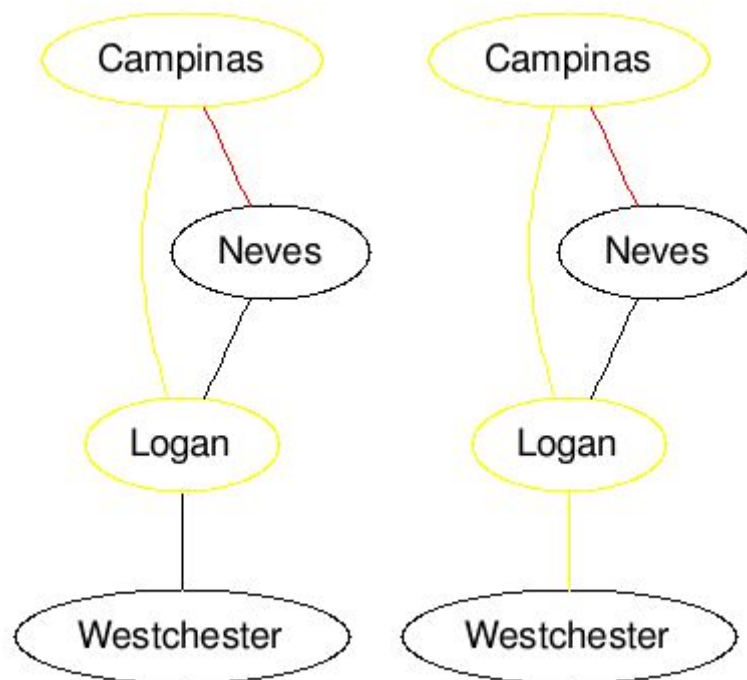 Campinas
Campinas
Neves
Neves
Logan
Logan
Westchester
Westchester